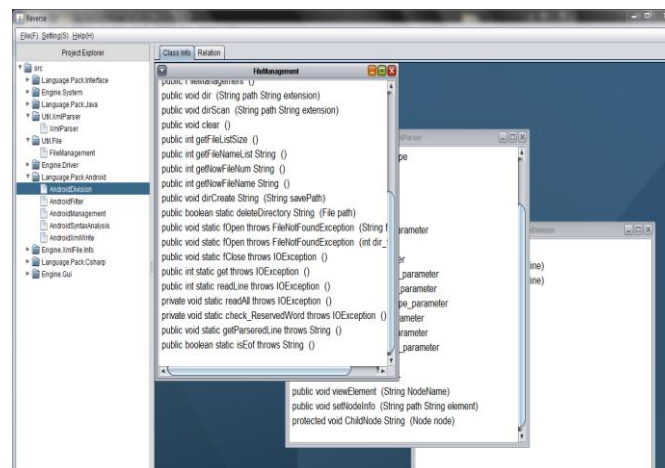 Reverse
File(F) Setting(S) Help(H)
Project Explorer
src
Language.Pack.Interface
Engine.System
Language.Pack.Java
Util.XmlParser
XmlParser
Util.File
FileManagement
Engine.Driver
Language.Pack.Android
AndroidDivision
AndroidFilter
AndroidManagement
AndroidSyntaxAnalysis
AndroidXmlWrite
Engine.XmlFile.Info
Language.Pack.Csharp
Engine.Gui
Class Info Relation
FileManagement
public FileManagement ()
public void dir (String path String extension)
public void dirScan (String path String extension)
public void clear ()
public int getFileListSize ()
public int getFileNameList String ()
public int getNowFileNum String ()
public int getNowFileName String ()
public void dirCreate String (String savePath)
public boolean static deleteDirectory String (File path)
public void static fOpen throws FileNotFoundException (String f
public void static fOpen throws FileNotFoundException (int dir_
public void static fClose throws IOException ()
public int static get throws IOException ()
public int static readLine throws IOException ()
private void static readAll throws IOException ()
private void static check_ReservedWord throws IOException ()
public void static getParseredLine throws String ()
public boolean static isEof throws String ()
rameter
er
_parameter
_parameter
pe_parameter
ameter
rameter
_parameter
public void viewElement (String NodeName)
public void setNodeInfo (String path String element)
protected void ChildNode String (Node node)
ine)
ine)